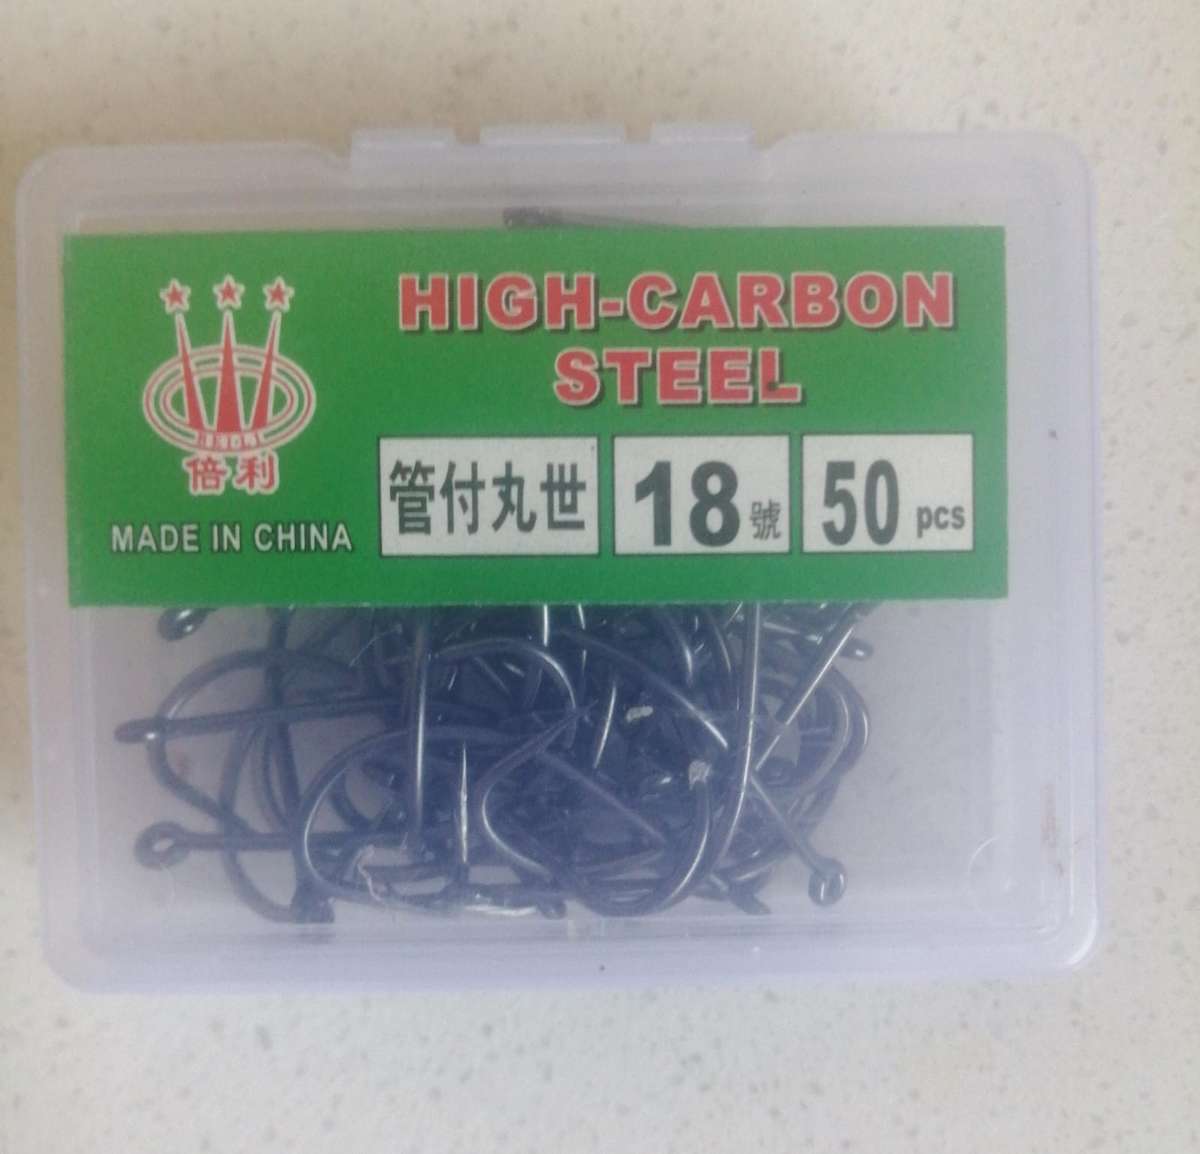 HIGH-CARBON
STEEL
倍利
MADE IN CHINA
管付丸世
18號
50 pcs